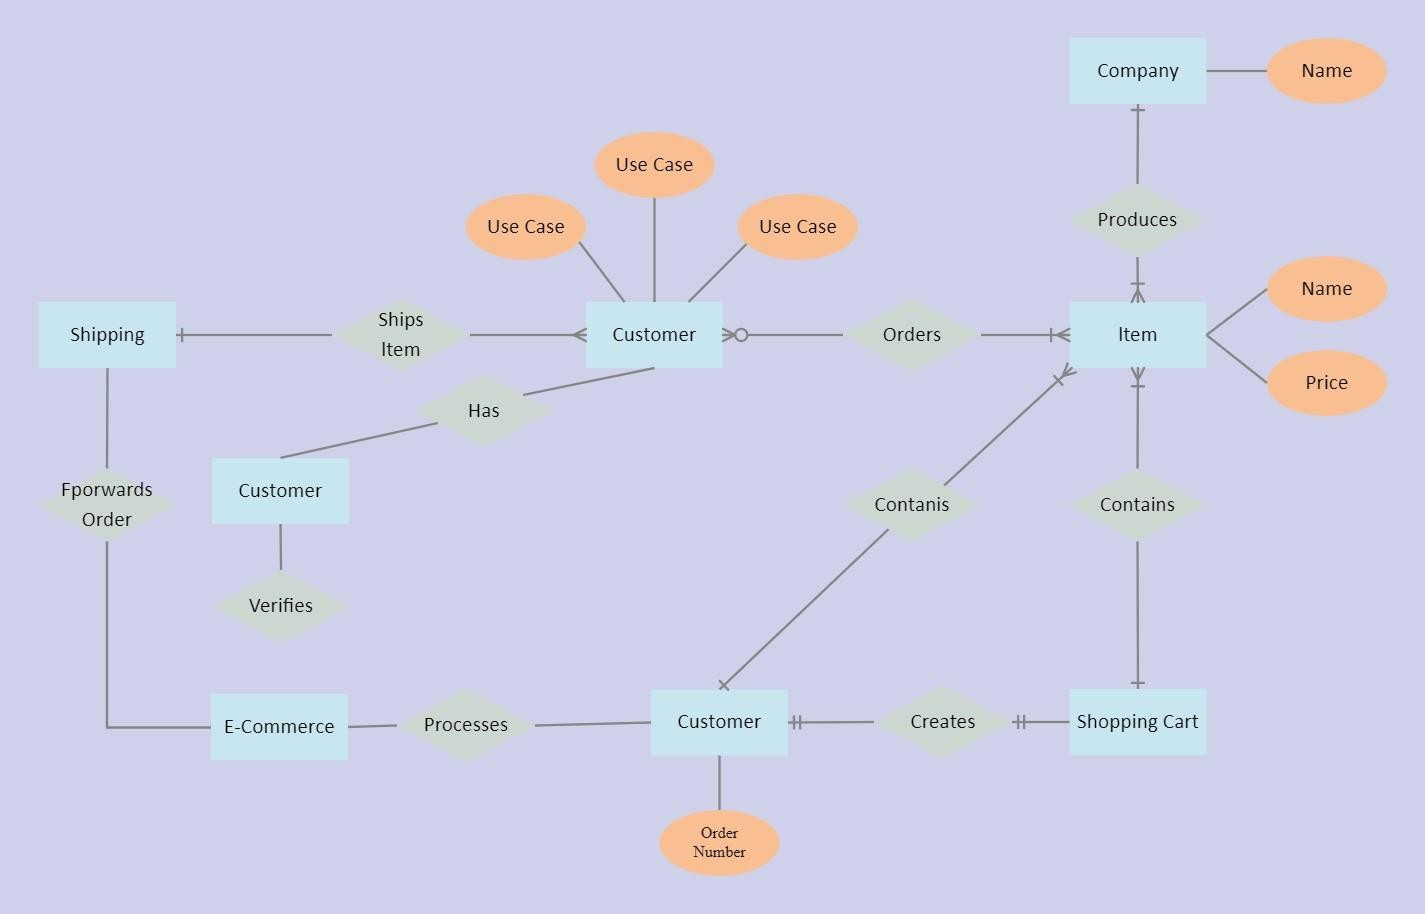 Company
Name
Use Case
Use Case
Use Case
Produces
Name
Shipping
Ships
Item
Customer
Orders
Item
Price
Has
Customer
Fporwards
Order
Contanis
Contains
Verifies
E-Commerce
Processes
Customer
Creates
Shopping Cart
Order
Number